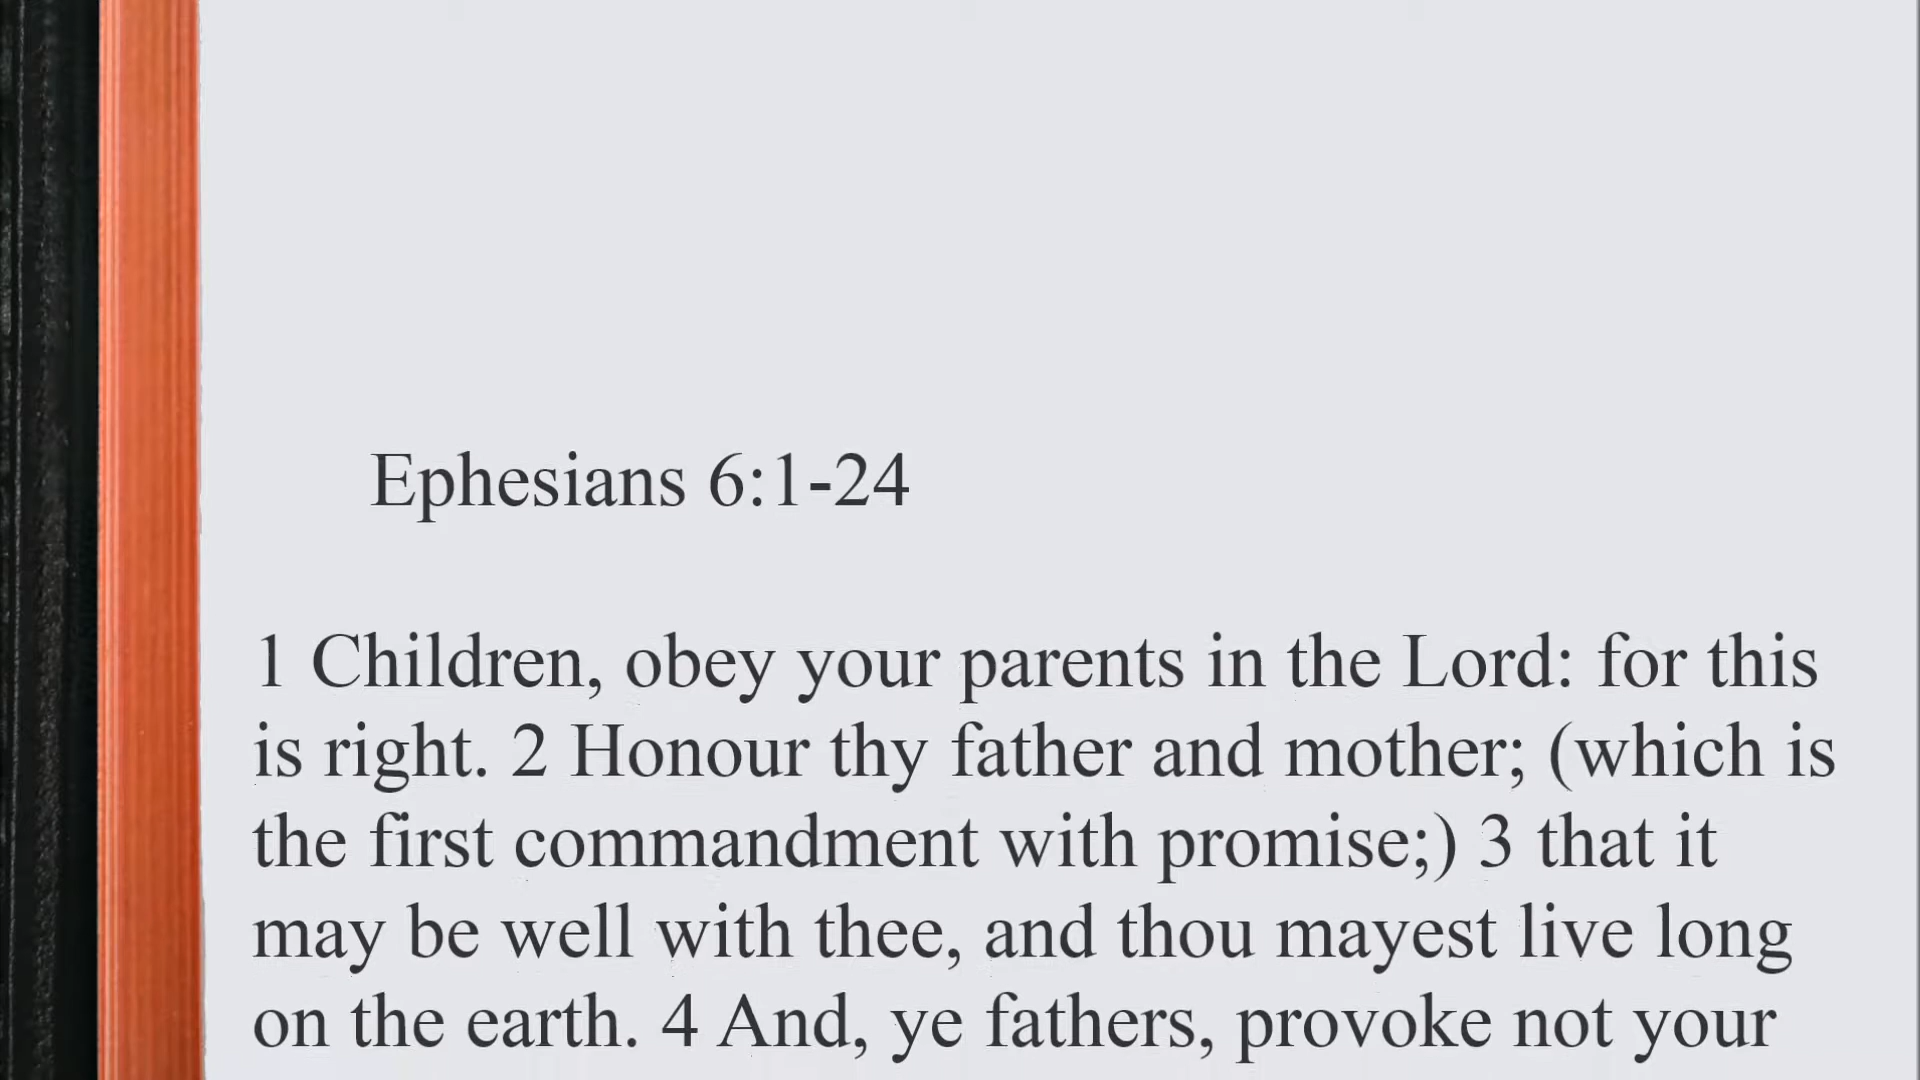 Ephesians 6:1-24
1 Children, obey your parents in the Lord: for this
is right. 2 Honour thy father and mother; (which is
the first commandment with promise;) 3 that it
may be well with thee, and thou mayest live long
on the earth. 4 And, ye fathers, provoke not your